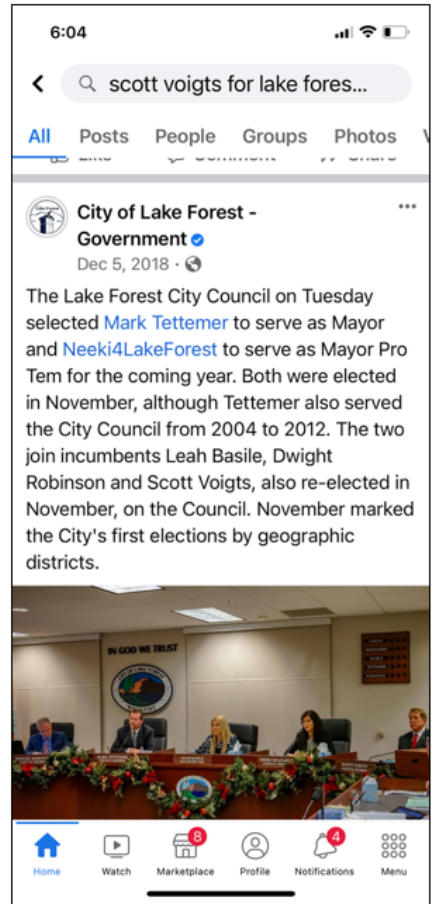 6:04
scott voigts for lake fores...
All Posts People Groups Photos
Like Comment Share
City of Lake Forest -
Government
Dec 5, 2018 ·
The Lake Forest City Council on Tuesday
selected Mark Tettemer to serve as Mayor
and Neeki4LakeForest to serve as Mayor Pro
Tem for the coming year. Both were elected
in November, although Tettemer also served
the City Council from 2004 to 2012. The two
join incumbents Leah Basile, Dwight
Robinson and Scott Voigts, also re-elected in
November, on the Council. November marked
the City's first elections by geographic
districts.
IN GOD WE TRUST
8
4
Home Watch Marketplace Profile Notifications Menu